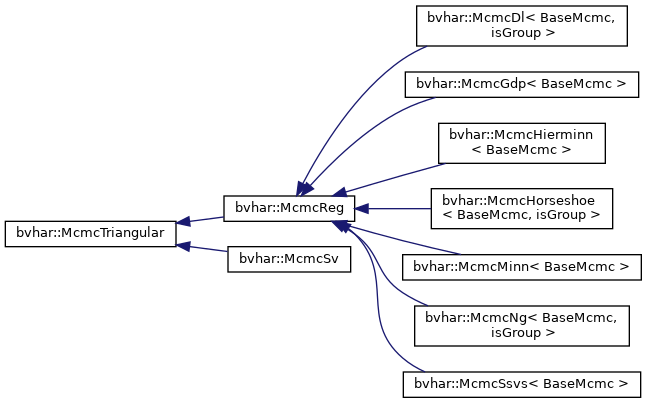 bvhar::McmcDl< BaseMcmc,
isGroup >
bvhar::McmcGdp< BaseMcmc >
bvhar::McmcHierminn
< BaseMcmc >
bvhar::McmcReg
bvhar::McmcHorseshoe
< BaseMcmc, isGroup >
bvhar::McmcTriangular
bvhar::McmcSv
bvhar::McmcMinn< BaseMcmc >
bvhar::McmcNg< BaseMcmc,
isGroup >
bvhar::McmcSsvs< BaseMcmc >